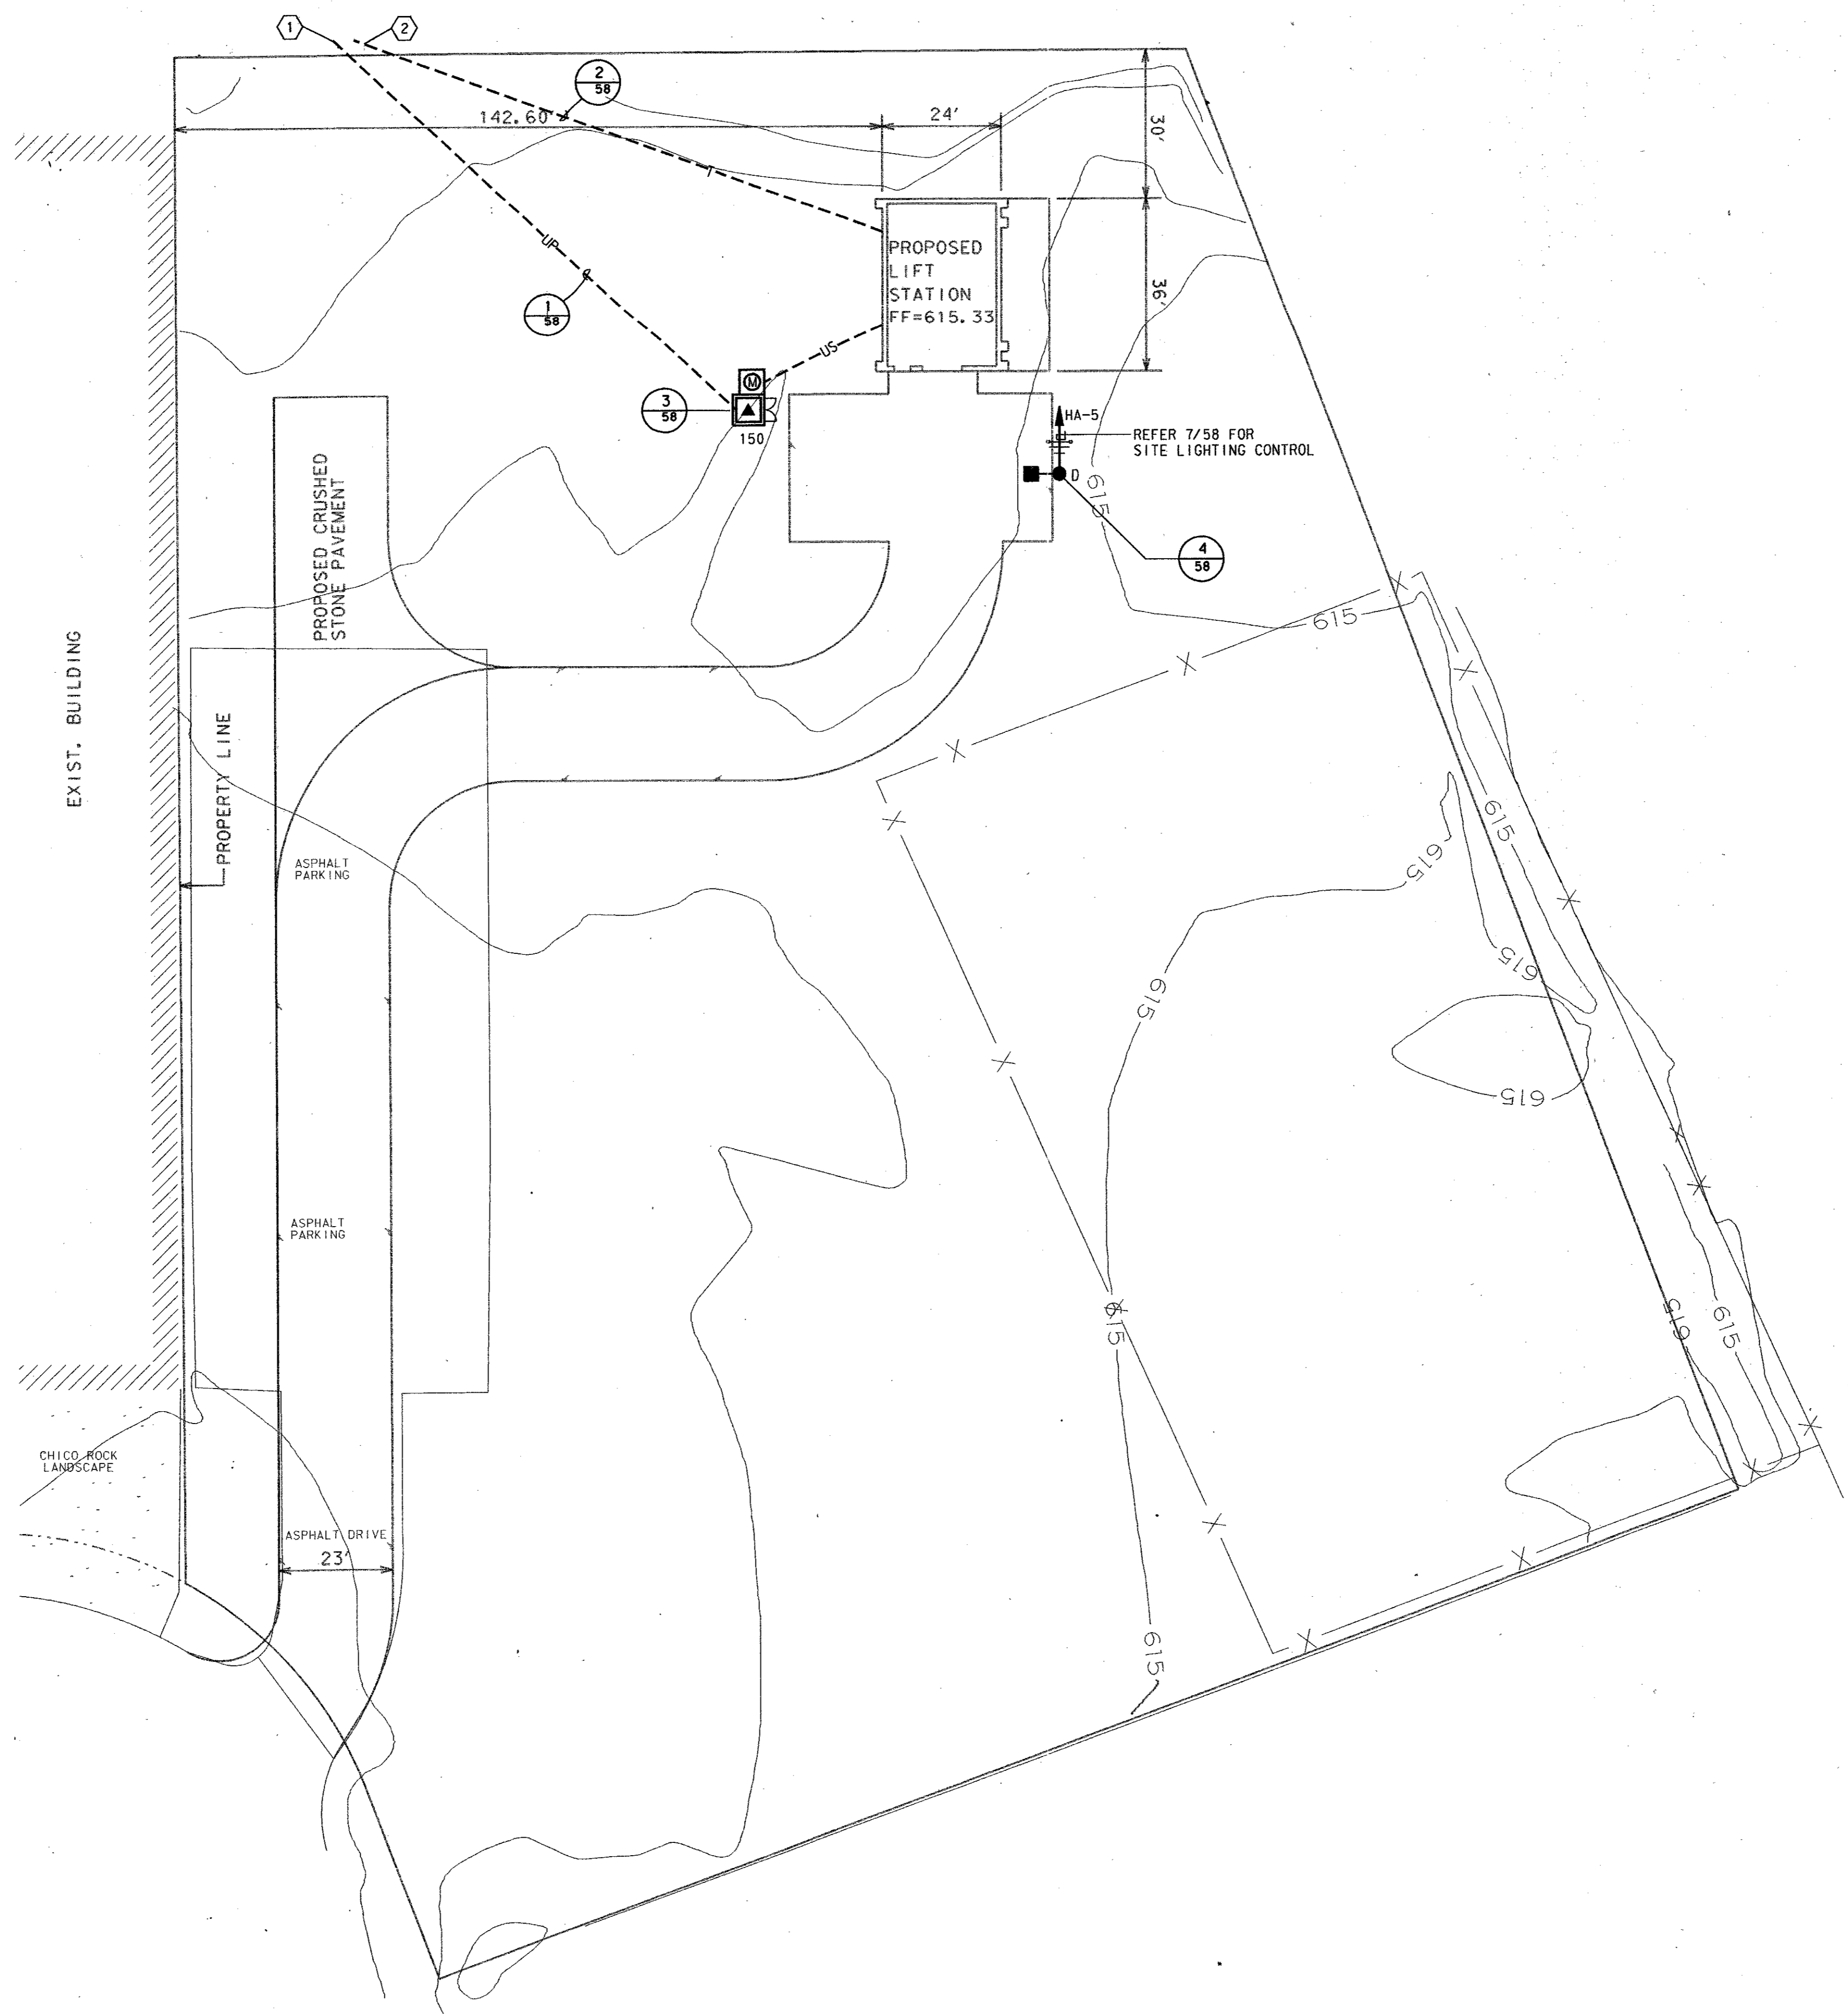 1
2
2
58
142.60
24'
30'
PROPOSED
LIFT
STATION
FF=615.33
36'
UP
T
1
58
US
M
3
58
150
HA-5
REFER 7/58 FOR
SITE LIGHTING CONTROL
D
615
4
58
PROPOSED CRUSHED
STONE PAVEMENT
X
615
X
X
X
EXIST. BUILDING
PROPERTY LINE
X
615
615
ASPHALT
PARKING
X
615
615
X
615
X
ASPHALT
PARKING
X
615
X
615
615
X
CHICO ROCK
LANDSCAPE
X
X
ASPHALT DRIVE
23'
X
X
615